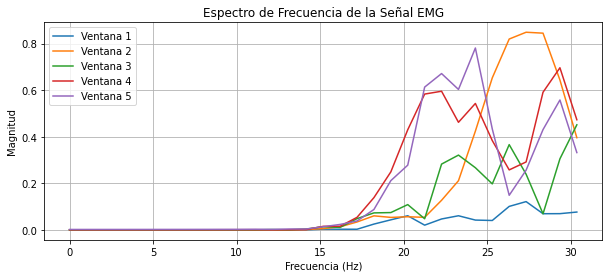 Espectro de Frecuencia de la Señal EMG
Ventana 1
Ventana 2
Ventana 3
Ventana 4
Ventana 5
Magnitud
0.8
0.6
0.4
0.2
0.0
0 5 10 15 20 25 30
Frecuencia (Hz)